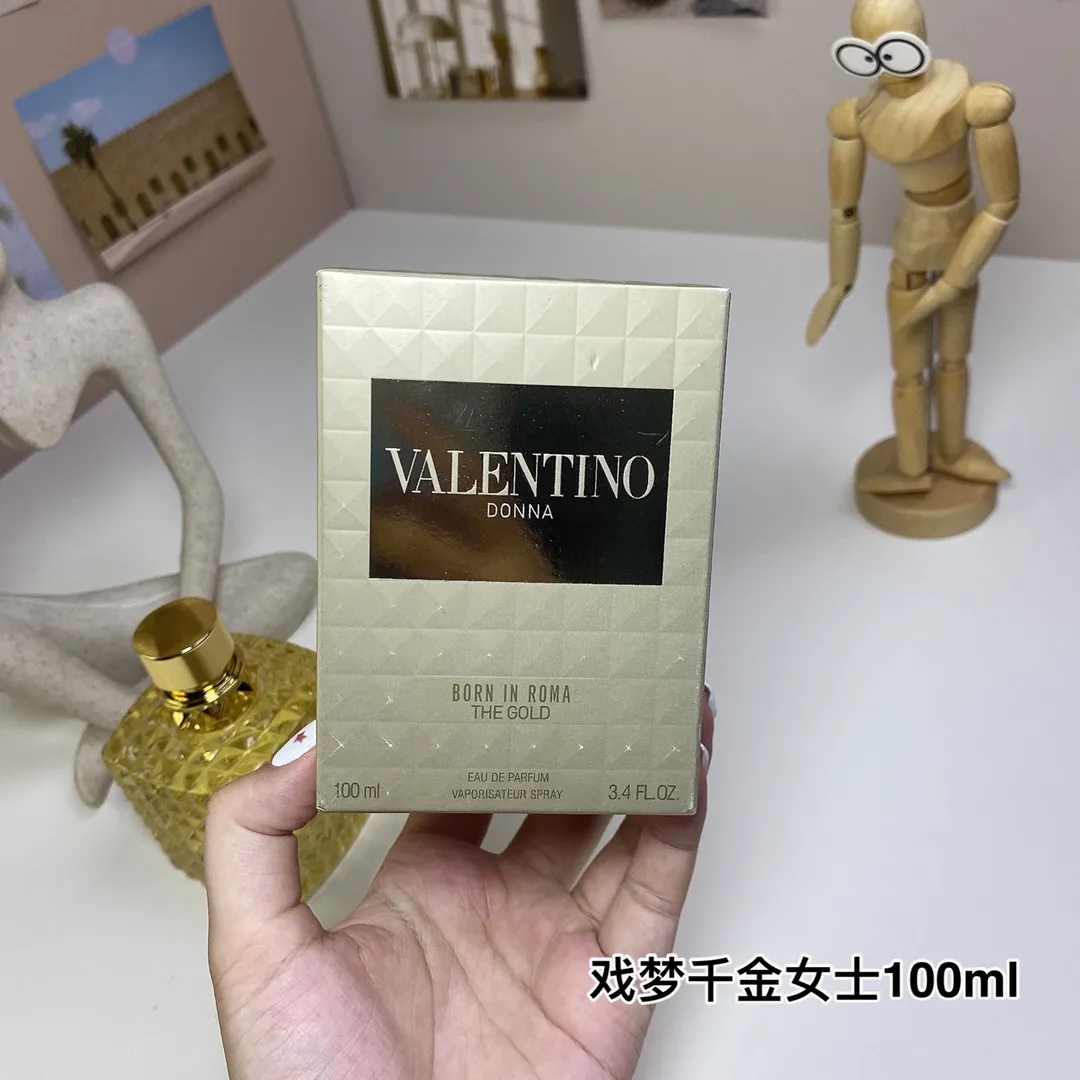 VALENTINO
DONNA
BORN IN ROMA
THE GOLD
EAU DE PARFUM
100 ml VAPORISATEUR SPRAY 3.4 FL.OZ.
戏梦千金女士100ml